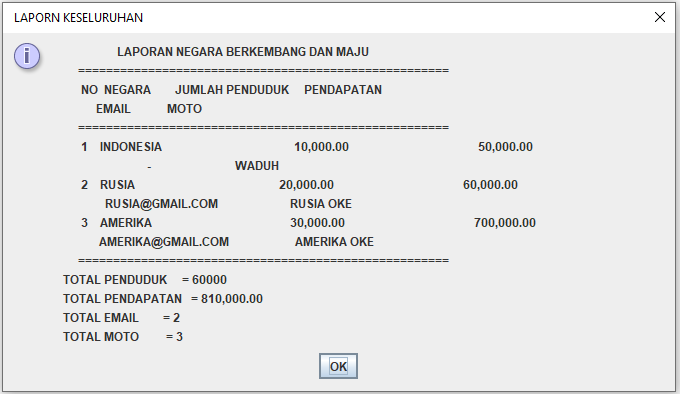 LAPORN KESELURUHAN
LAPORAN NEGARA BERKEMBANG DAN MAJU
=====================================================
NO NEGARA JUMLAH PENDUDUK PENDAPATAN
EMAIL MOTO
=====================================================
1 INDONESIA 10,000.00 50,000.00
- WADUH
2 RUSIA 20,000.00 60,000.00
RUSIA@GMAIL.COM RUSIA OKE
3 AMERIKA 30,000.00 700,000.00
AMERIKA@GMAIL.COM AMERIKA OKE
=====================================================
TOTAL PENDUDUK = 60000
TOTAL PENDAPATAN = 810,000.00
TOTAL EMAIL = 2
TOTAL MOTO = 3
OK